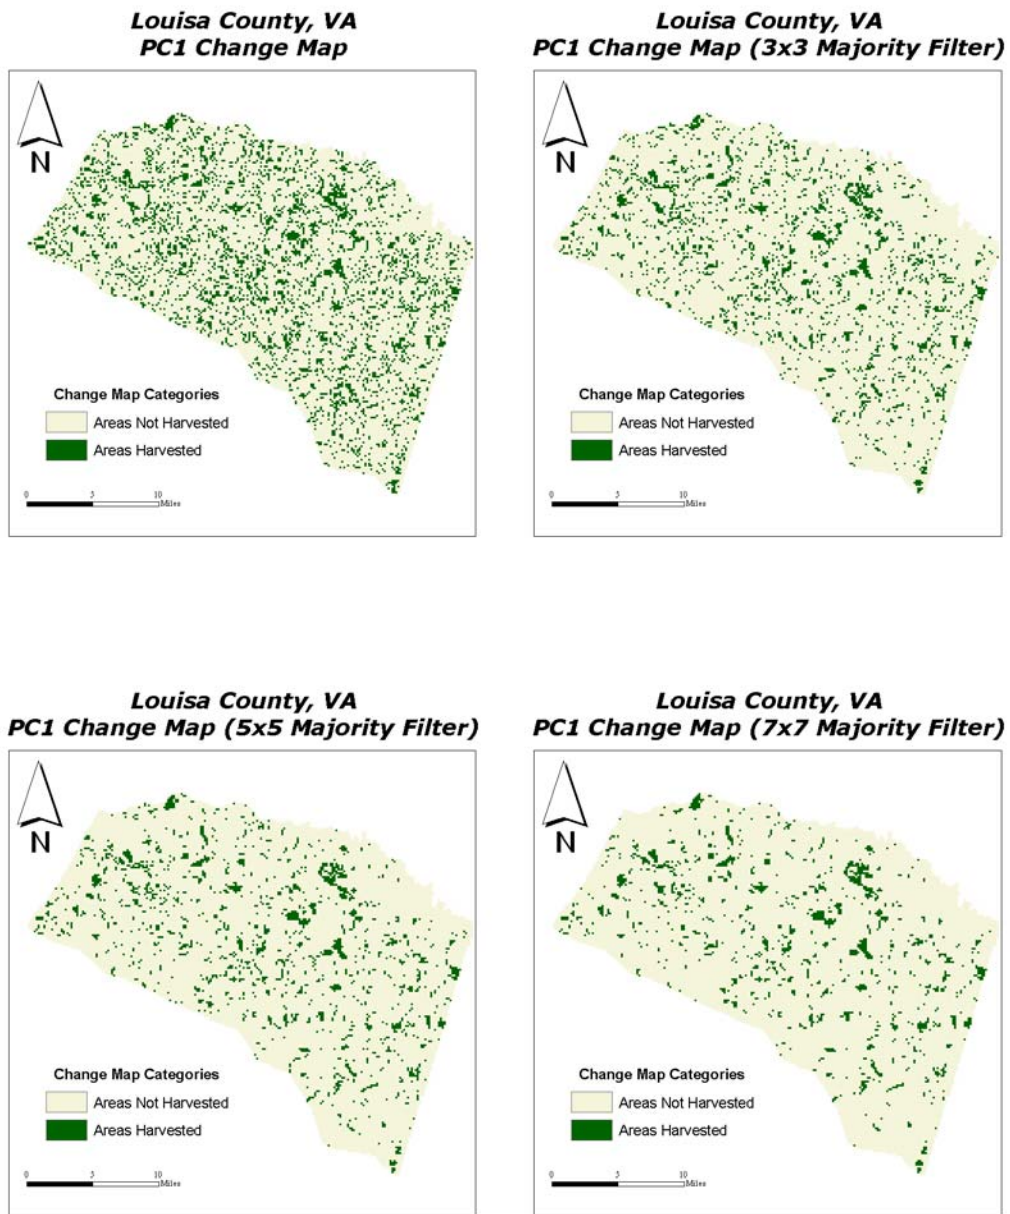 Louisa County, VA
PC1 Change Map
N
Change Map Categories
Areas Not Harvested
Areas Harvested
0 5 10
Miles
Louisa County, VA
PC1 Change Map (3x3 Majority Filter)
N
Change Map Categories
Areas Not Harvested
Areas Harvested
0 5 10
Miles
Louisa County, VA
PC1 Change Map (5x5 Majority Filter)
N
Change Map Categories
Areas Not Harvested
Areas Harvested
0 5 10
Miles
Louisa County, VA
PC1 Change Map (7x7 Majority Filter)
N
Change Map Categories
Areas Not Harvested
Areas Harvested
0 5 10
Miles